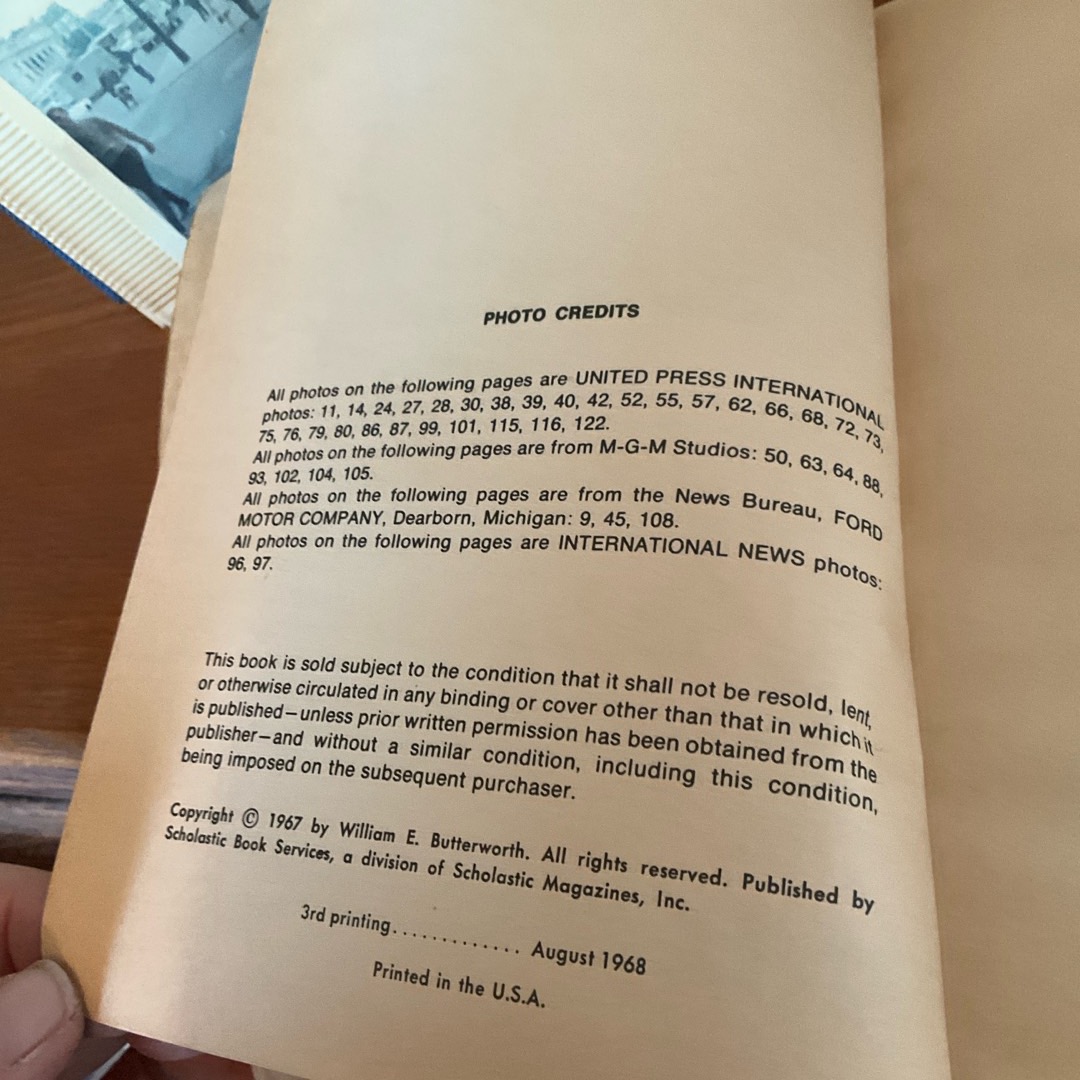 PHOTO CREDITS
All photos on the following pages are UNITED PRESS INTERNATIONAL
photos: 11, 14, 24, 27, 28, 30, 38, 39, 40, 42, 52, 55, 57, 62, 66, 68, 72, 73,
75, 76, 79, 80, 86, 87, 99, 101, 115, 116, 122.
All photos on the following pages are from M-G-M Studios: 50, 63, 64, 88,
93, 102, 104, 105.
All photos on the following pages are from the News Bureau, FORD
MOTOR COMPANY, Dearborn, Michigan: 9, 45, 108.
All photos on the following pages are INTERNATIONAL NEWS photos:
96, 97.
This book is sold subject to the condition that it shall not be resold, lent,
or otherwise circulated in any binding or cover other than that in which it
is published—unless prior written permission has been obtained from the
publisher—and without a similar condition, including this condition,
being imposed on the subsequent purchaser.
Copyright © 1967 by William E. Butterworth. All rights reserved. Published by
Scholastic Book Services, a division of Scholastic Magazines, Inc.
3rd printing............. August 1968
Printed in the U.S.A.